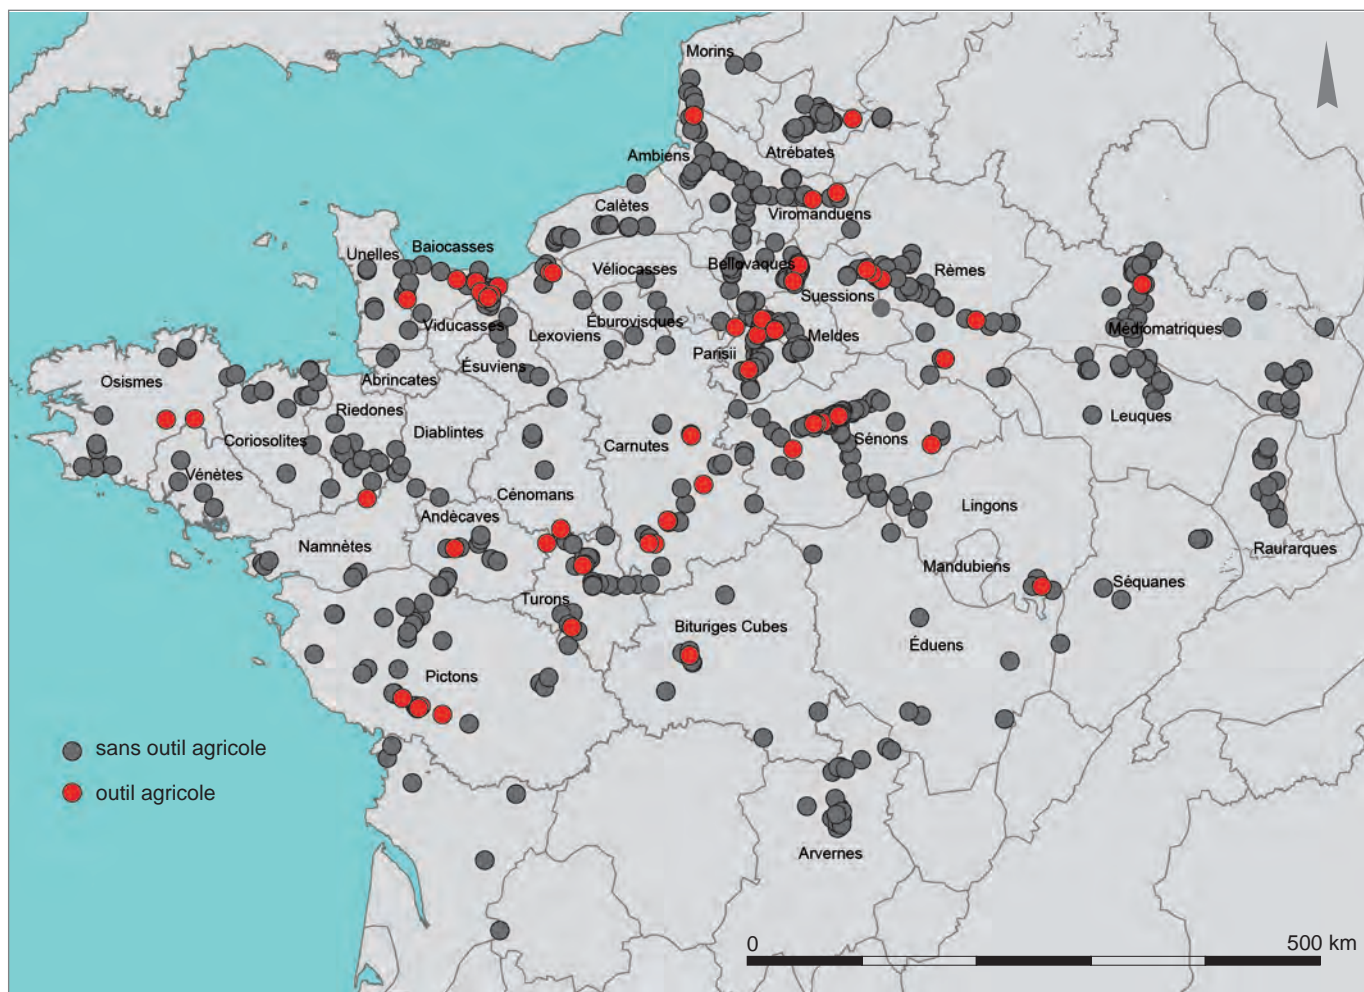 Morins
Ambiens
Atrébates
Calètes
Viromanduens
Unelles
Baiocasses
Véliocasses
Bellovaques
Rèmes
Suessions
Viducasses
Lexoviens
Éburovisques
Meldes
Médiomatriques
Parisii
Ésuviens
Abrincates
Osismes
Riedones
Diablintes
Coriosolites
Carnutes
Sénons
Leuques
Vénètes
Cénomans
Andècaves
Lingons
Namnètes
Mandubiens
Séquanes
Raurarques
Turons
Bituriges Cubes
Éduens
Pictons
Arvernes
sans outil agricole
outil agricole
0 500 km